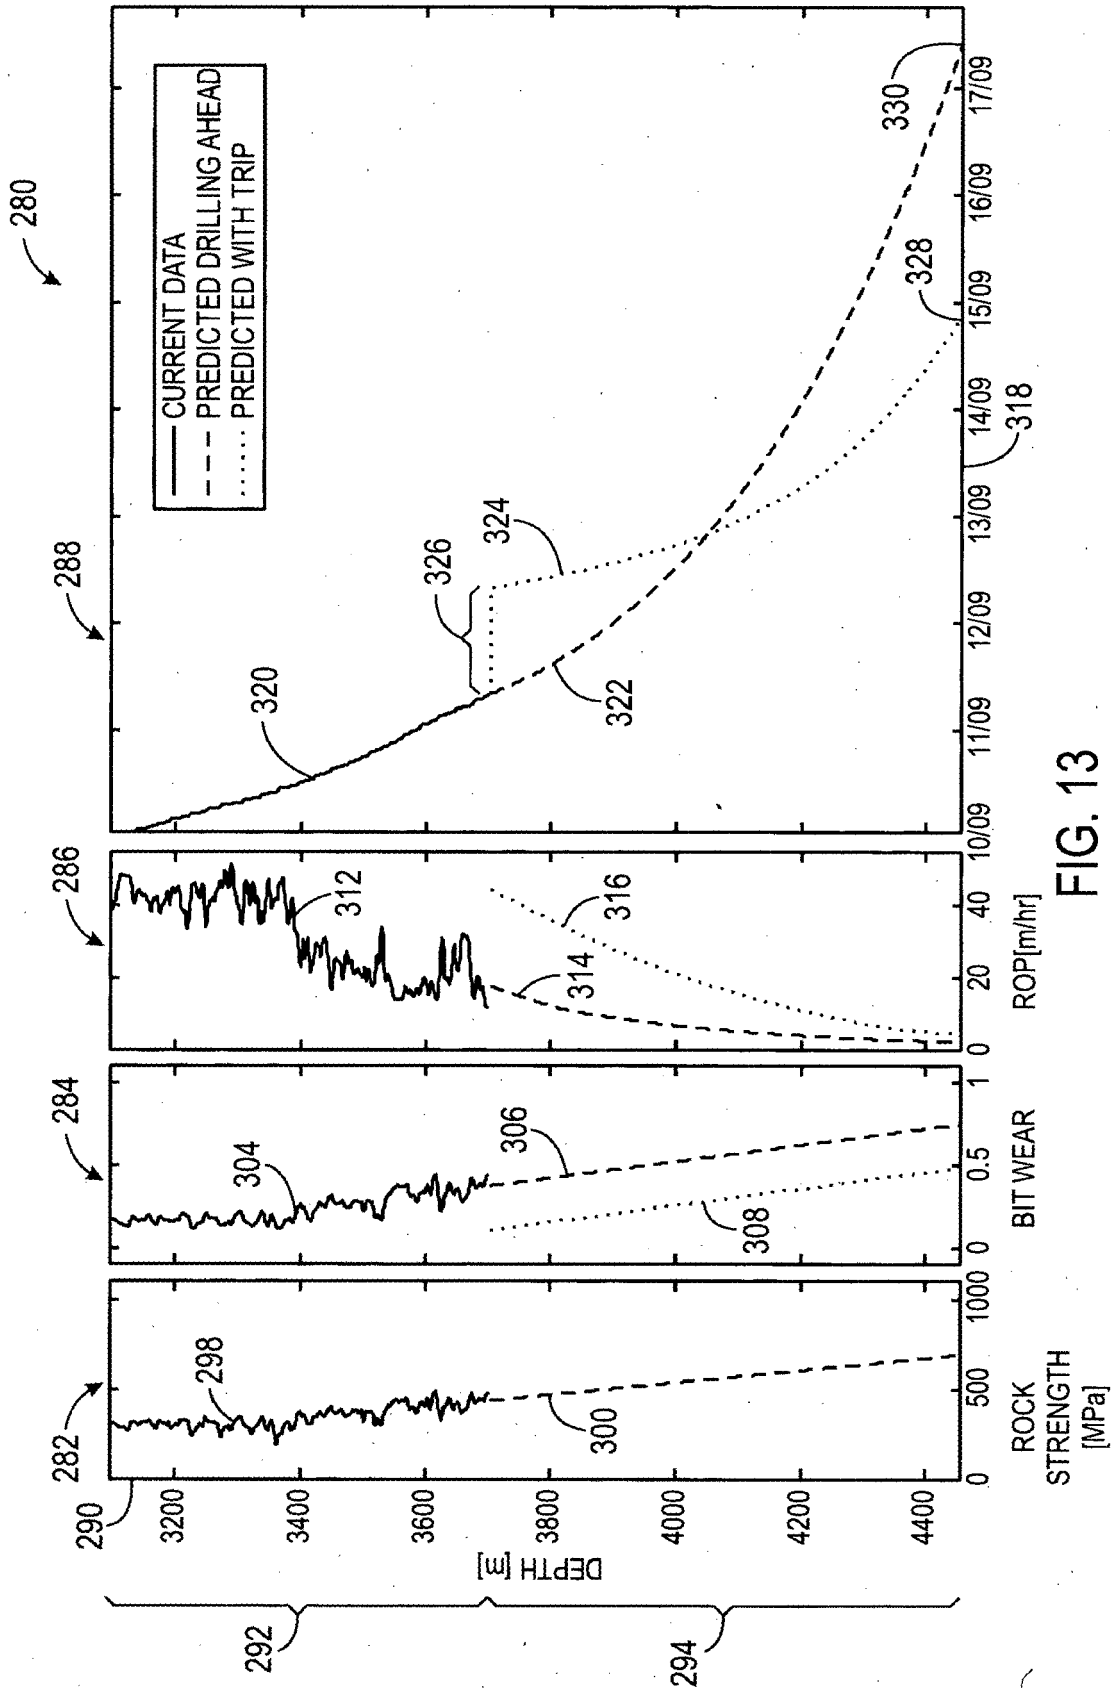 280
282
284
286
288
290
298
304
312
320
326
324
322
300
306
308
314
316
328
330
318
CURRENT DATA
PREDICTED DRILLING AHEAD
PREDICTED WITH TRIP
292
294
DEPTH [m]
3200
3400
3600
3800
4000
4200
4400
0 500 1000
ROCK
STRENGTH
[MPa]
0 0.5 1
BIT WEAR
0 20 40
ROP[m/hr]
10/09 11/09 12/09 13/09 14/09 15/09 16/09 17/09
FIG. 13